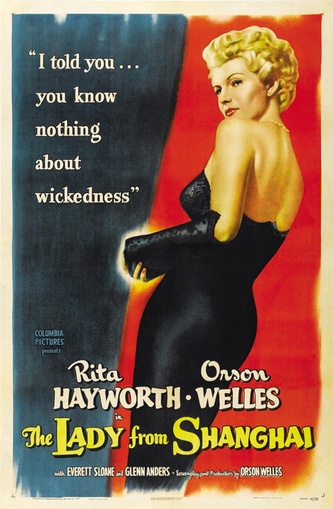 “I told you...
you know
nothing
about
wickedness”
COLUMBIA
PICTURES
presents
Rita Orson
HAYWORTH · WELLES
in
The LADY from SHANGHAI
with EVERETT SLOANE and GLENN ANDERS · Screenplay and Production by ORSON WELLES